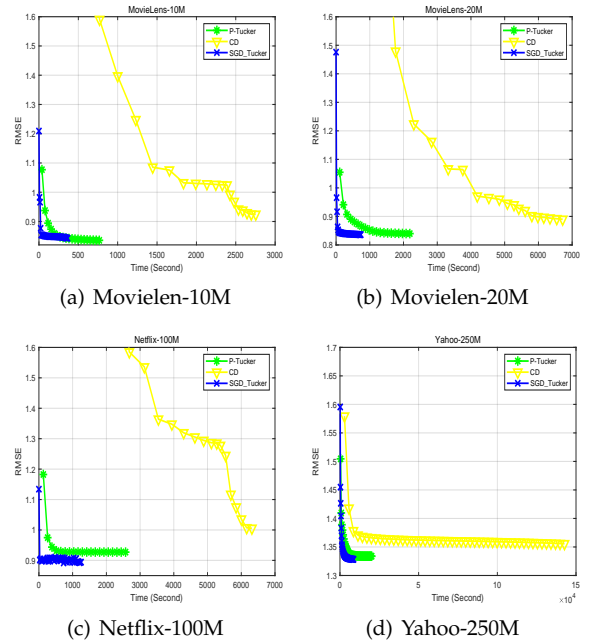 MovieLens-10M
RMSE
1.6
1.5
1.4
1.3
1.2
1.1
1
0.9
P-Tucker
CD
SGD_Tucker
0 500 1000 1500 2000 2500 3000
Time (Second)
(a) Movielen-10M
MovieLens-20M
RMSE
1.6
1.5
1.4
1.3
1.2
1.1
1
0.9
0.8
P-Tucker
CD
SGD_Tucker
0 1000 2000 3000 4000 5000 6000 7000
Time (Second)
(b) Movielen-20M
Netflix-100M
RMSE
1.6
1.5
1.4
1.3
1.2
1.1
1
0.9
P-Tucker
CD
SGD_Tucker
0 1000 2000 3000 4000 5000 6000 7000
Time (Second)
(c) Netflix-100M
Yahoo-250M
RMSE
1.7
1.65
1.6
1.55
1.5
1.45
1.4
1.35
1.3
P-Tucker
CD
SGD_Tucker
0 5 10 15
Time (Second)
×10⁴
(d) Yahoo-250M